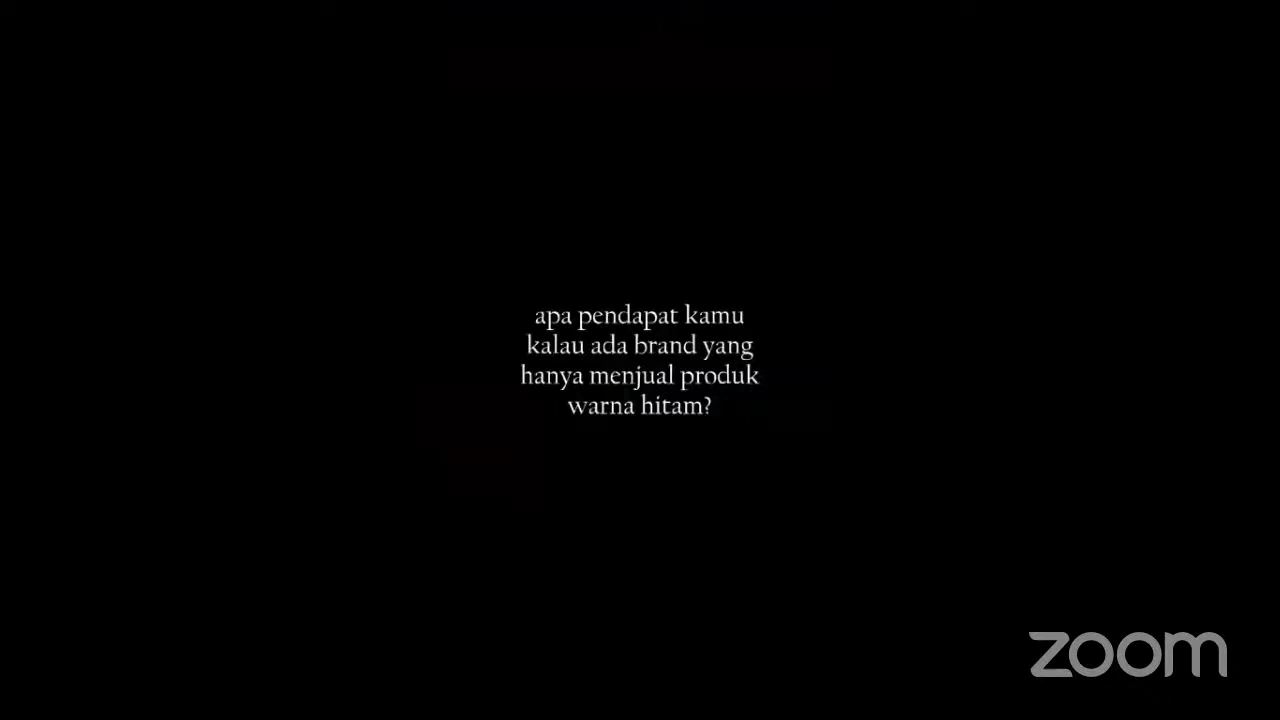 apa pendapat kamu
kalau ada brand yang
hanya menjual produk
warna hitam?
zoom